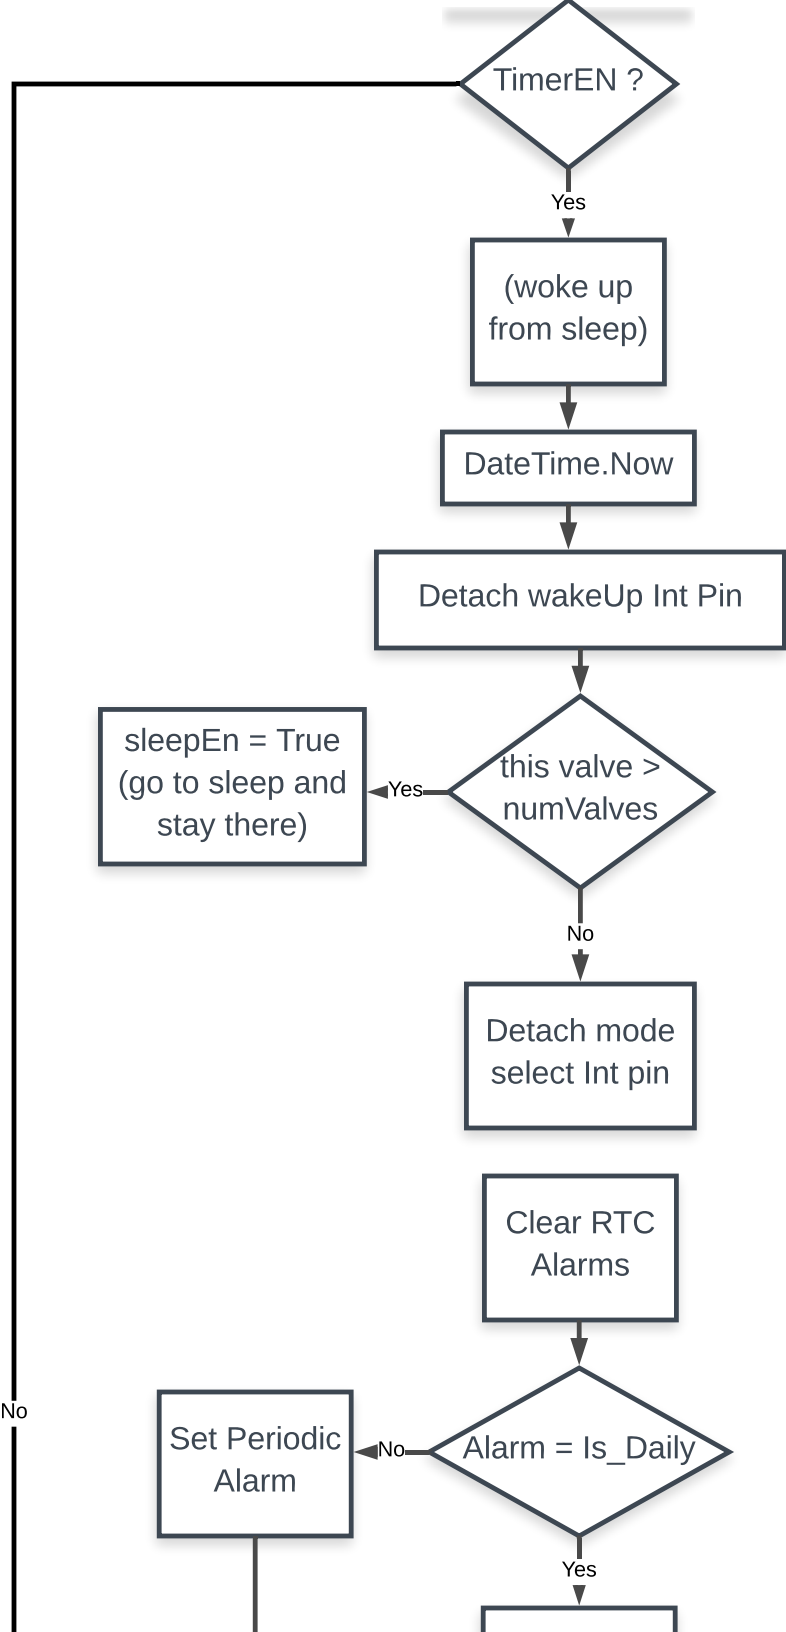 TimerEN ?
Yes
(woke up
from sleep)
DateTime.Now
Detach wakeUp Int Pin
this valve >
numValves
Yes
sleepEn = True
(go to sleep and
stay there)
No
Detach mode
select Int pin
Clear RTC
Alarms
Alarm = Is_Daily
No
Set Periodic
Alarm
No
Yes